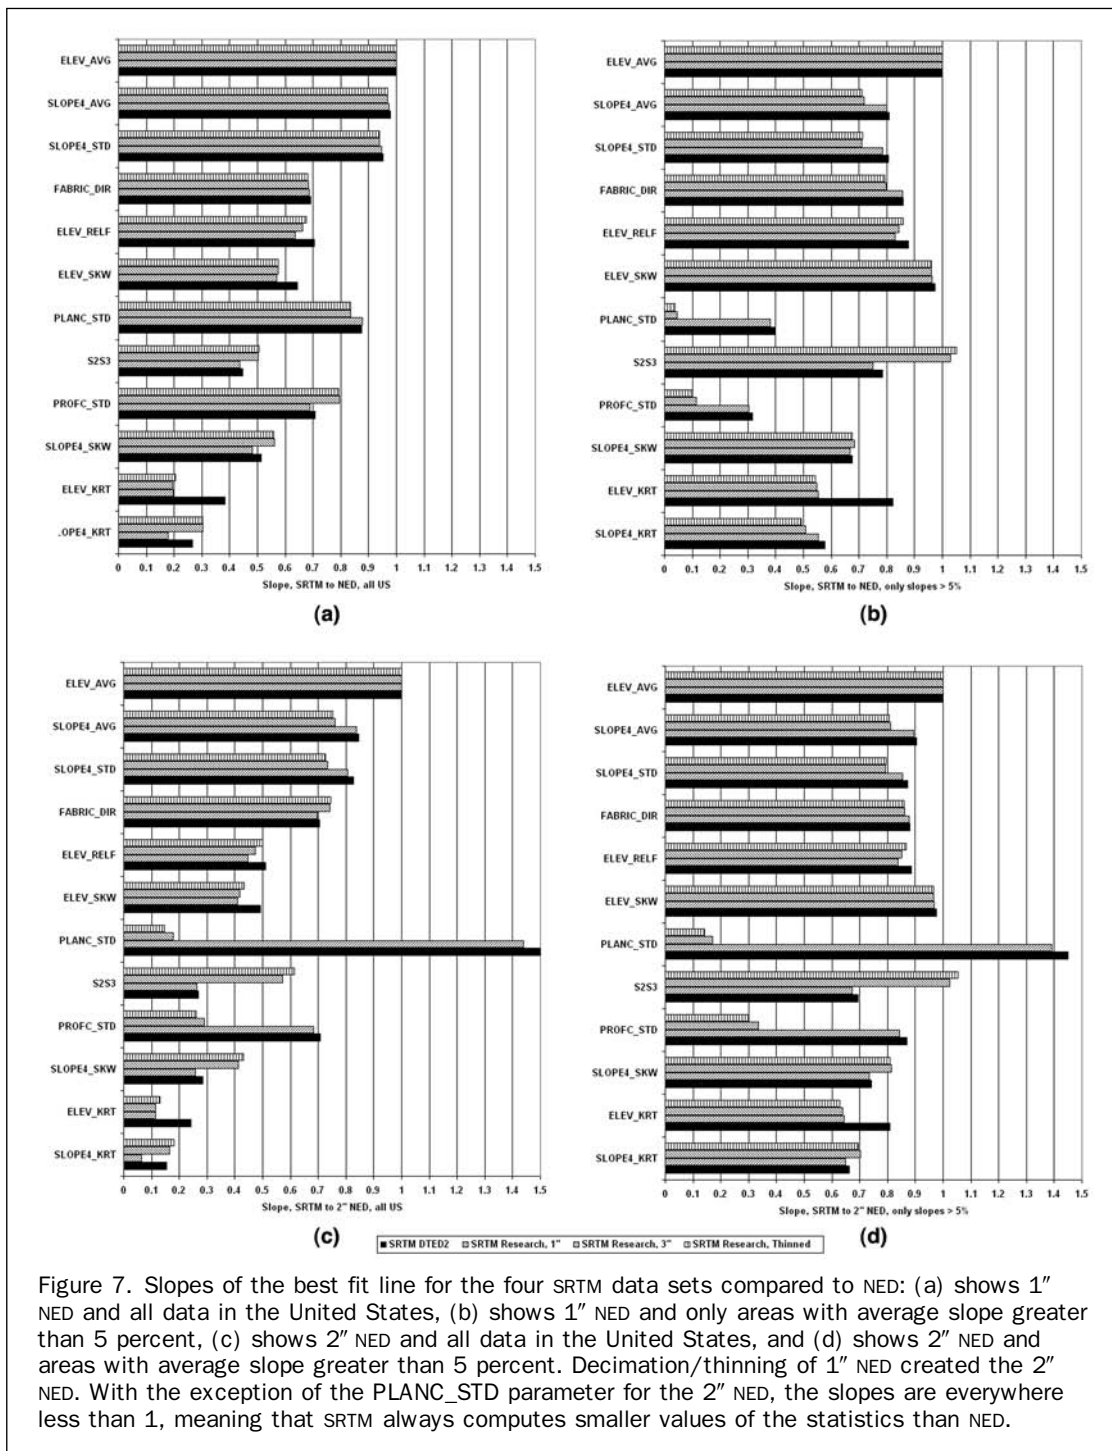 ELEV_AVG
SLOPE4_AVG
SLOPE4_STD
FABRIC_DIR
ELEV_RELF
ELEV_SKW
PLANC_STD
S2S3
PROFC_STD
SLOPE4_SKW
ELEV_KRT
.OPE4_KRT
0 0.1 0.2 0.3 0.4 0.5 0.6 0.7 0.8 0.9 1 1.1 1.2 1.3 1.4 1.5
Slope, SRTM to NED, all US
(a)
ELEV_AVG
SLOPE4_AVG
SLOPE4_STD
FABRIC_DIR
ELEV_RELF
ELEV_SKW
PLANC_STD
S2S3
PROFC_STD
SLOPE4_SKW
ELEV_KRT
SLOPE4_KRT
0 0.1 0.2 0.3 0.4 0.5 0.6 0.7 0.8 0.9 1 1.1 1.2 1.3 1.4 1.5
Slope, SRTM to NED, only slopes > 5%
(b)
ELEV_AVG
SLOPE4_AVG
SLOPE4_STD
FABRIC_DIR
ELEV_RELF
ELEV_SKW
PLANC_STD
S2S3
PROFC_STD
SLOPE4_SKW
ELEV_KRT
SLOPE4_KRT
0 0.1 0.2 0.3 0.4 0.5 0.6 0.7 0.8 0.9 1 1.1 1.2 1.3 1.4 1.5
Slope, SRTM to 2" NED, all US
(c)
ELEV_AVG
SLOPE4_AVG
SLOPE4_STD
FABRIC_DIR
ELEV_RELF
ELEV_SKW
PLANC_STD
S2S3
PROFC_STD
SLOPE4_SKW
ELEV_KRT
SLOPE4_KRT
0 0.1 0.2 0.3 0.4 0.5 0.6 0.7 0.8 0.9 1 1.1 1.2 1.3 1.4 1.5
Slope, SRTM to 2" NED, only slopes > 5%
(d)
SRTM DTED2 SRTM Research, 1" SRTM Research, 3" SRTM Research, Thinned
Figure 7. Slopes of the best fit line for the four SRTM data sets compared to NED: (a) shows 1″
NED and all data in the United States, (b) shows 1″ NED and only areas with average slope greater
than 5 percent, (c) shows 2″ NED and all data in the United States, and (d) shows 2″ NED and
areas with average slope greater than 5 percent. Decimation/thinning of 1″ NED created the 2″
NED. With the exception of the PLANC_STD parameter for the 2″ NED, the slopes are everywhere
less than 1, meaning that SRTM always computes smaller values of the statistics than NED.